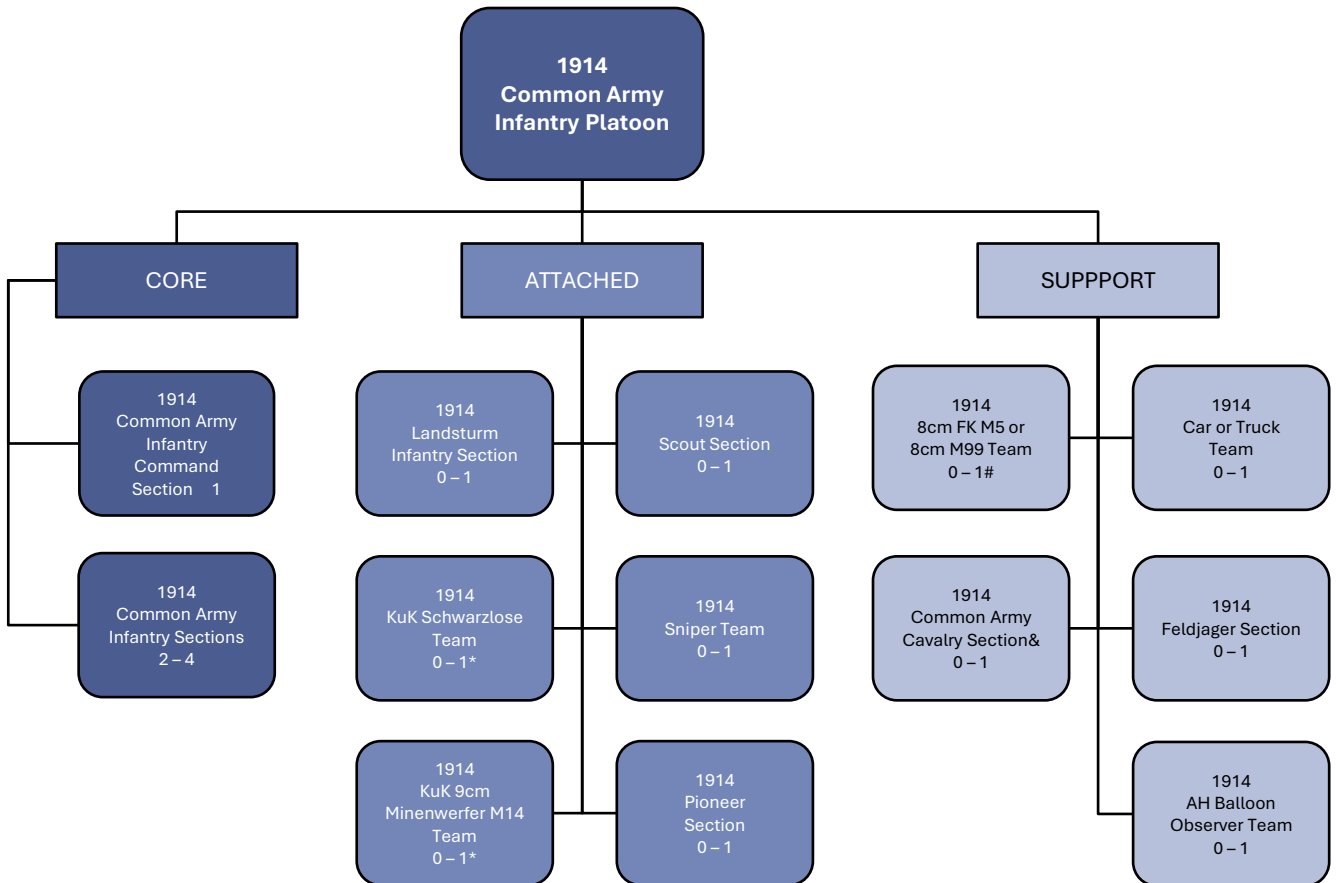 1914
Common Army
Infantry Platoon
CORE
ATTACHED
SUPPPORT
1914
Common Army
Infantry
Command
Section 1
1914
Common Army
Infantry Sections
2 – 4
1914
Landsturm
Infantry Section
0 – 1
1914
Scout Section
0 – 1
1914
KuK Schwarzlose
Team
0 – 1*
1914
Sniper Team
0 – 1
1914
KuK 9cm
Minenwerfer M14
Team
0 – 1*
1914
Pioneer
Section
0 – 1
1914
8cm FK M5 or
8cm M99 Team
0 – 1#
1914
Car or Truck
Team
0 – 1
1914
Common Army
Cavalry Section&
0 – 1
1914
Feldjager Section
0 – 1
1914
AH Balloon
Observer Team
0 – 1